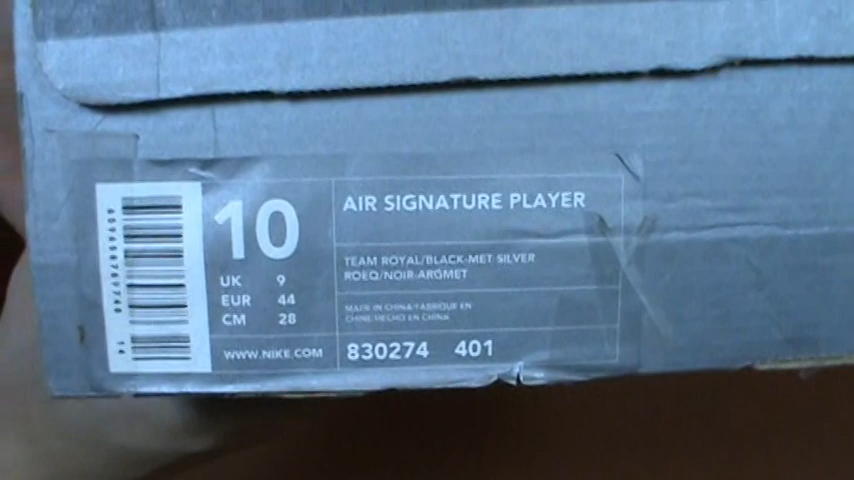 10
UK 9
EUR 44
CM 28
WWW.NIKE.COM
AIR SIGNATURE PLAYER
TEAM ROYAL/BLACK-MET SILVER
ROEQ/NOIR-ARGMET
MADE IN CHINA/FABRIQUE EN
CHINE/HECHO EN CHINA
830274 401